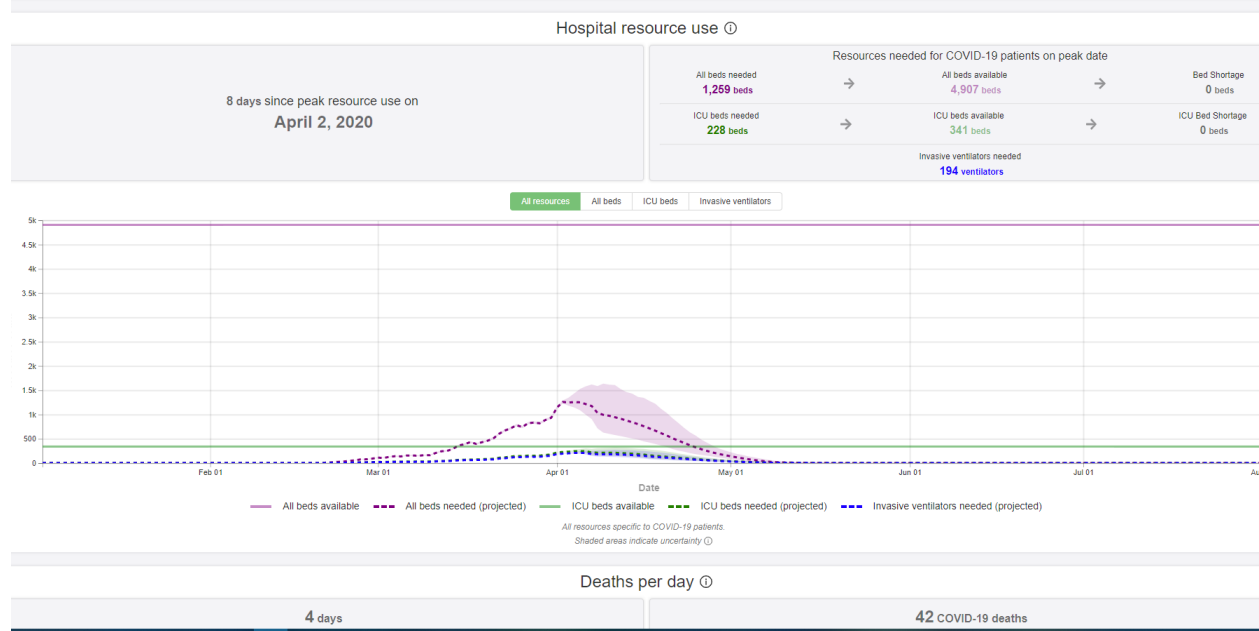 Hospital resource use
8 days since peak resource use on
April 2, 2020
Resources needed for COVID-19 patients on peak date
All beds needed
1,259 beds
All beds available
4,907 beds
Bed Shortage
0 beds
ICU beds needed
228 beds
ICU beds available
341 beds
ICU Bed Shortage
0 beds
Invasive ventilators needed
194 ventilators
All resources
All beds
ICU beds
Invasive ventilators
5k
4.5k
4k
3.5k
3k
2.5k
2k
1.5k
1k
500
0
Feb 01
Mar 01
Apr 01
May 01
Jun 01
Jul 01
Au
Date
All beds available
All beds needed (projected)
ICU beds available
ICU beds needed (projected)
Invasive ventilators needed (projected)
All resources specific to COVID-19 patients.
Shaded areas indicate uncertainty
Deaths per day
4 days
42 COVID-19 deaths